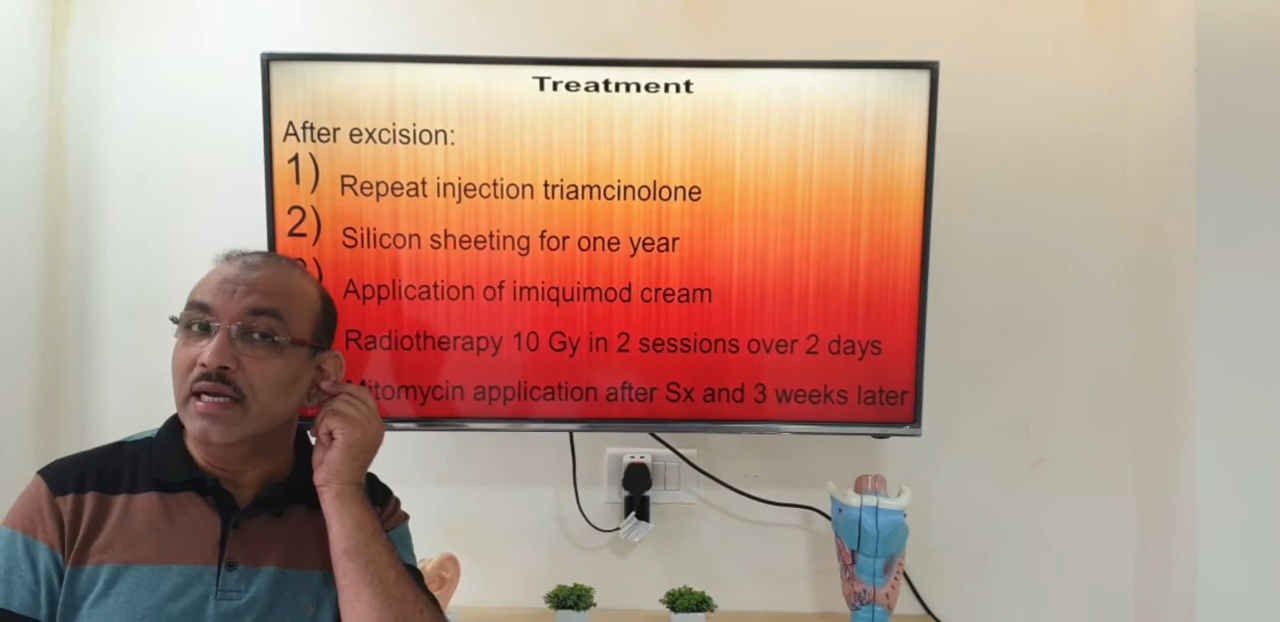 Treatment
After excision:
1) Repeat injection triamcinolone
2) Silicon sheeting for one year
) Application of imiquimod cream
Radiotherapy 10 Gy in 2 sessions over 2 days
application after Sx and 3 weeks later